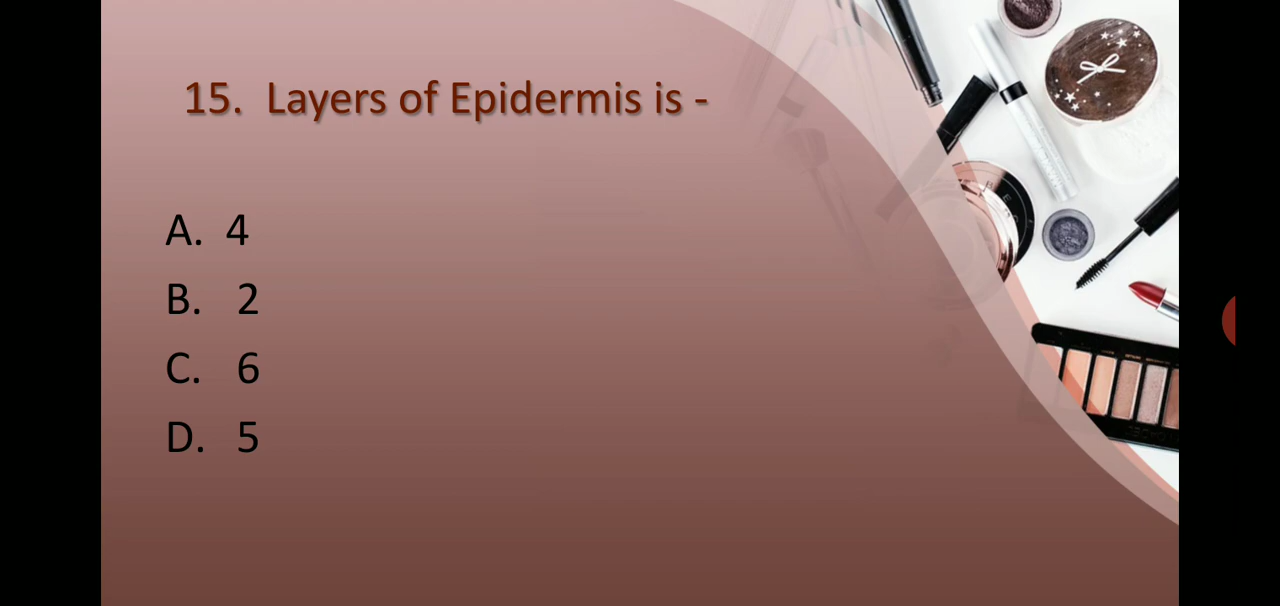 15. Layers of Epidermis is -
A. 4
B. 2
C. 6
D. 5